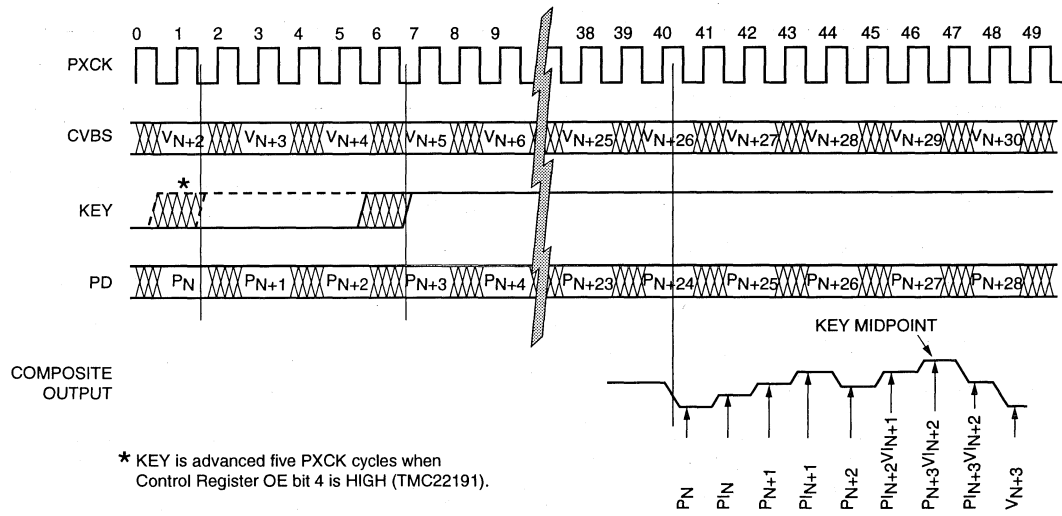 0 1 2 3 4 5 6 7 8 9 38 39 40 41 42 43 44 45 46 47 48 49
PXCK
CVBS VN+2 VN+3 VN+4 VN+5 VN+6 VN+25 VN+26 VN+27 VN+28 VN+29 VN+30
*
KEY
PD PN PN+1 PN+2 PN+3 PN+4 PN+23 PN+24 PN+25 PN+26 PN+27 PN+28
KEY MIDPOINT
COMPOSITE
OUTPUT
PN
PIN
PN+1
PIN+1
PN+2
PIN+2VIN+1
PN+3VIN+2
PIN+3VIN+2
VN+3
* KEY is advanced five PXCK cycles when
Control Register OE bit 4 is HIGH (TMC22191).